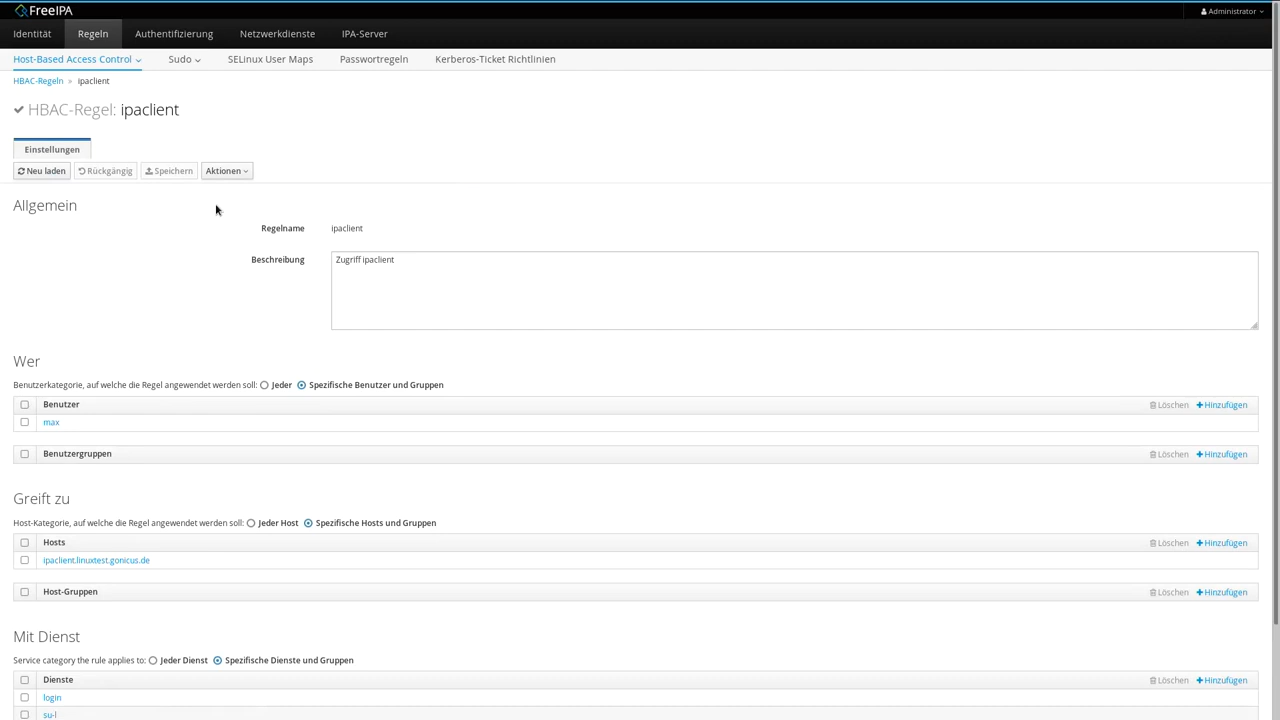 FreeIPA
Administrator
Identität Regeln Authentifizierung Netzwerkdienste IPA-Server
Host-Based Access Control Sudo SELinux User Maps Passwortregeln Kerberos-Ticket Richtlinien
HBAC-Regeln » ipaclient
HBAC-Regel: ipaclient
Einstellungen
Neu laden Rückgängig Speichern Aktionen
Allgemein
Regelname ipaclient
Beschreibung Zugriff ipaclient
Wer
Benutzerkategorie, auf welche die Regel angewendet werden soll: Jeder Spezifische Benutzer und Gruppen
Benutzer Löschen Hinzufügen
max
Benutzergruppen Löschen Hinzufügen
Greift zu
Host-Kategorie, auf welche die Regel angewendet werden soll: Jeder Host Spezifische Hosts und Gruppen
Hosts Löschen Hinzufügen
ipaclient.linuxtest.gonicus.de
Host-Gruppen Löschen Hinzufügen
Mit Dienst
Service category the rule applies to: Jeder Dienst Spezifische Dienste und Gruppen
Dienste Löschen Hinzufügen
login
su-l